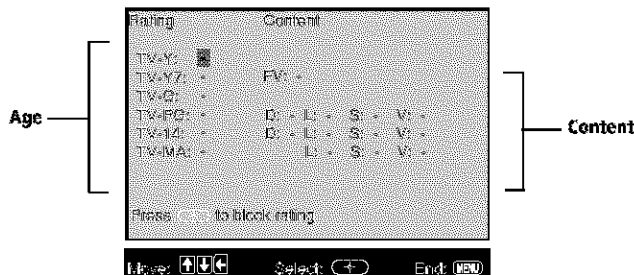 Rating Content
TV-Y: -
TV-Y7: - FV: -
TV-G: -
TV-PG: - D: - L: - S: - V: -
TV-14: - D: - L: - S: - V: -
TV-MA: - L: - S: - V: -
Age
Content
Press to block rating
Move: Select: End: MENU